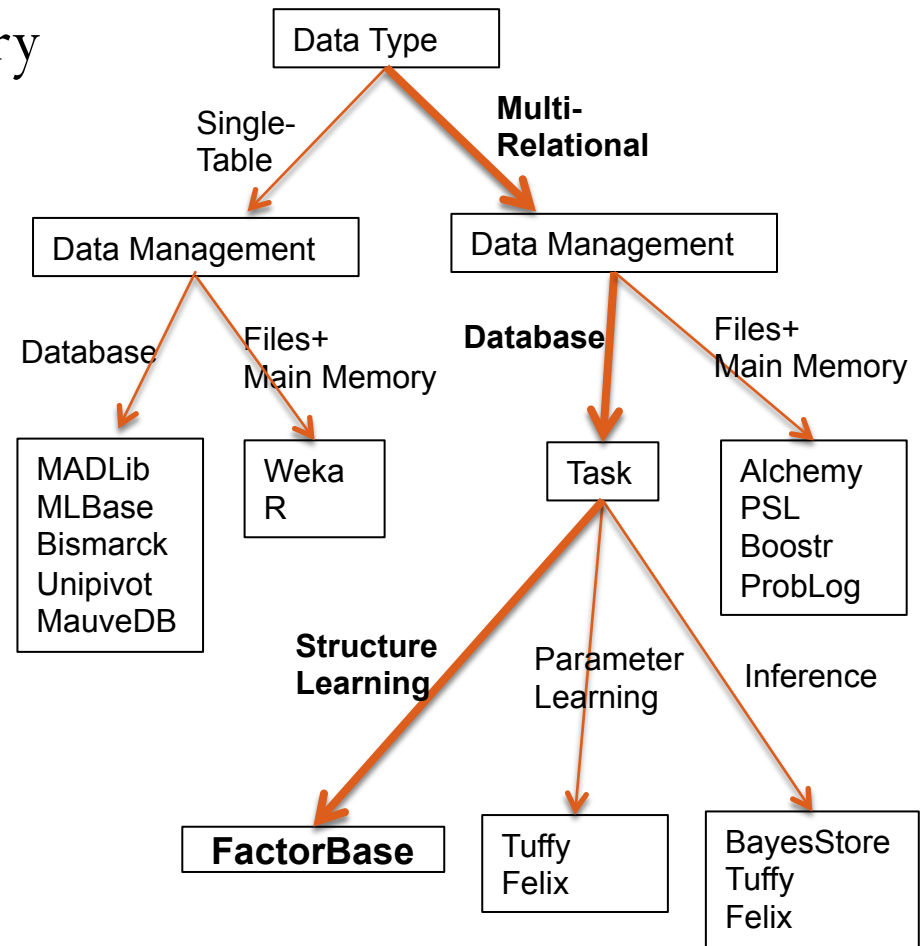 ry
Data Type
Single-
Table
Multi-
Relational
Data Management
Data Management
Database
Files+
Main Memory
Database
Files+
Main Memory
MADLib
MLBase
Bismarck
Unipivot
MauveDB
Weka
R
Task
Alchemy
PSL
Boostr
ProbLog
Structure
Learning
Parameter
Learning
Inference
FactorBase
Tuffy
Felix
BayesStore
Tuffy
Felix